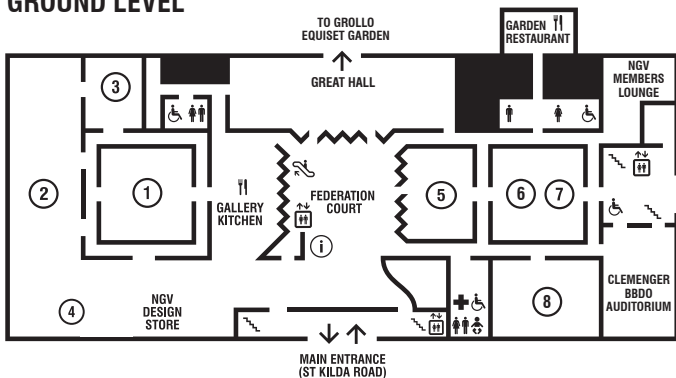 GROUND LEVEL
TO GROLLO
EQUISET GARDEN
GARDEN
RESTAURANT
GREAT HALL
NGV
MEMBERS
LOUNGE
3
2
1
GALLERY
KITCHEN
FEDERATION
COURT
i
5
6
7
4
NGV
DESIGN
STORE
8
CLEMENGER
BBDO
AUDITORIUM
MAIN ENTRANCE
(ST KILDA ROAD)